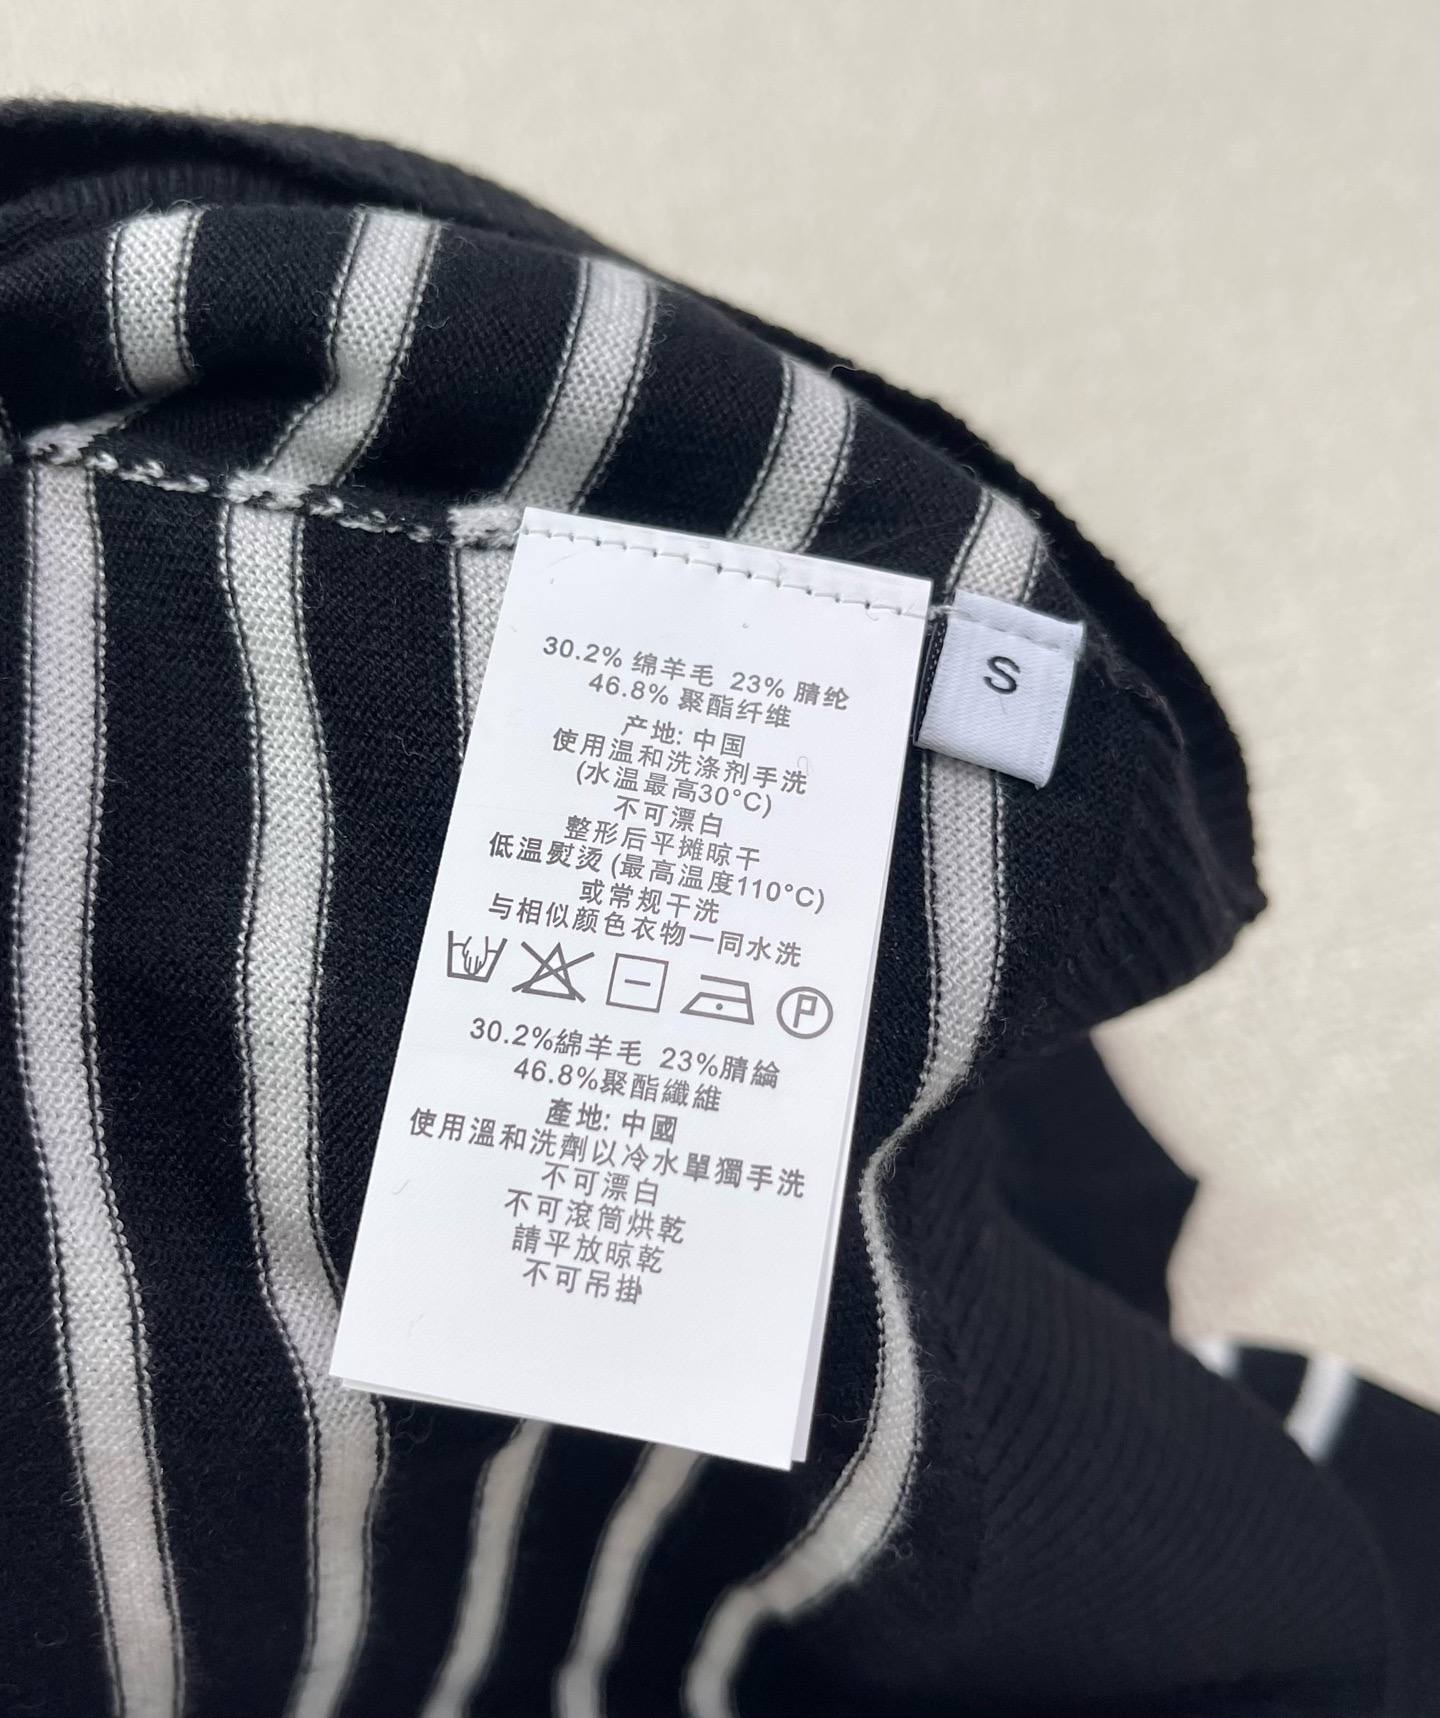 30.2% 绵羊毛 23% 腈纶
46.8% 聚酯纤维
产地: 中国
使用温和洗涤剂手洗
(水温最高30°C)
不可漂白
整形后平摊晾干
低温熨烫 (最高温度110°C)
或常规干洗
与相似颜色衣物一同水洗
P
30.2%綿羊毛 23%腈綸
46.8%聚酯纖維
產地: 中國
使用溫和洗劑以冷水單獨手洗
不可漂白
不可滾筒烘乾
請平放晾乾
不可吊掛
S